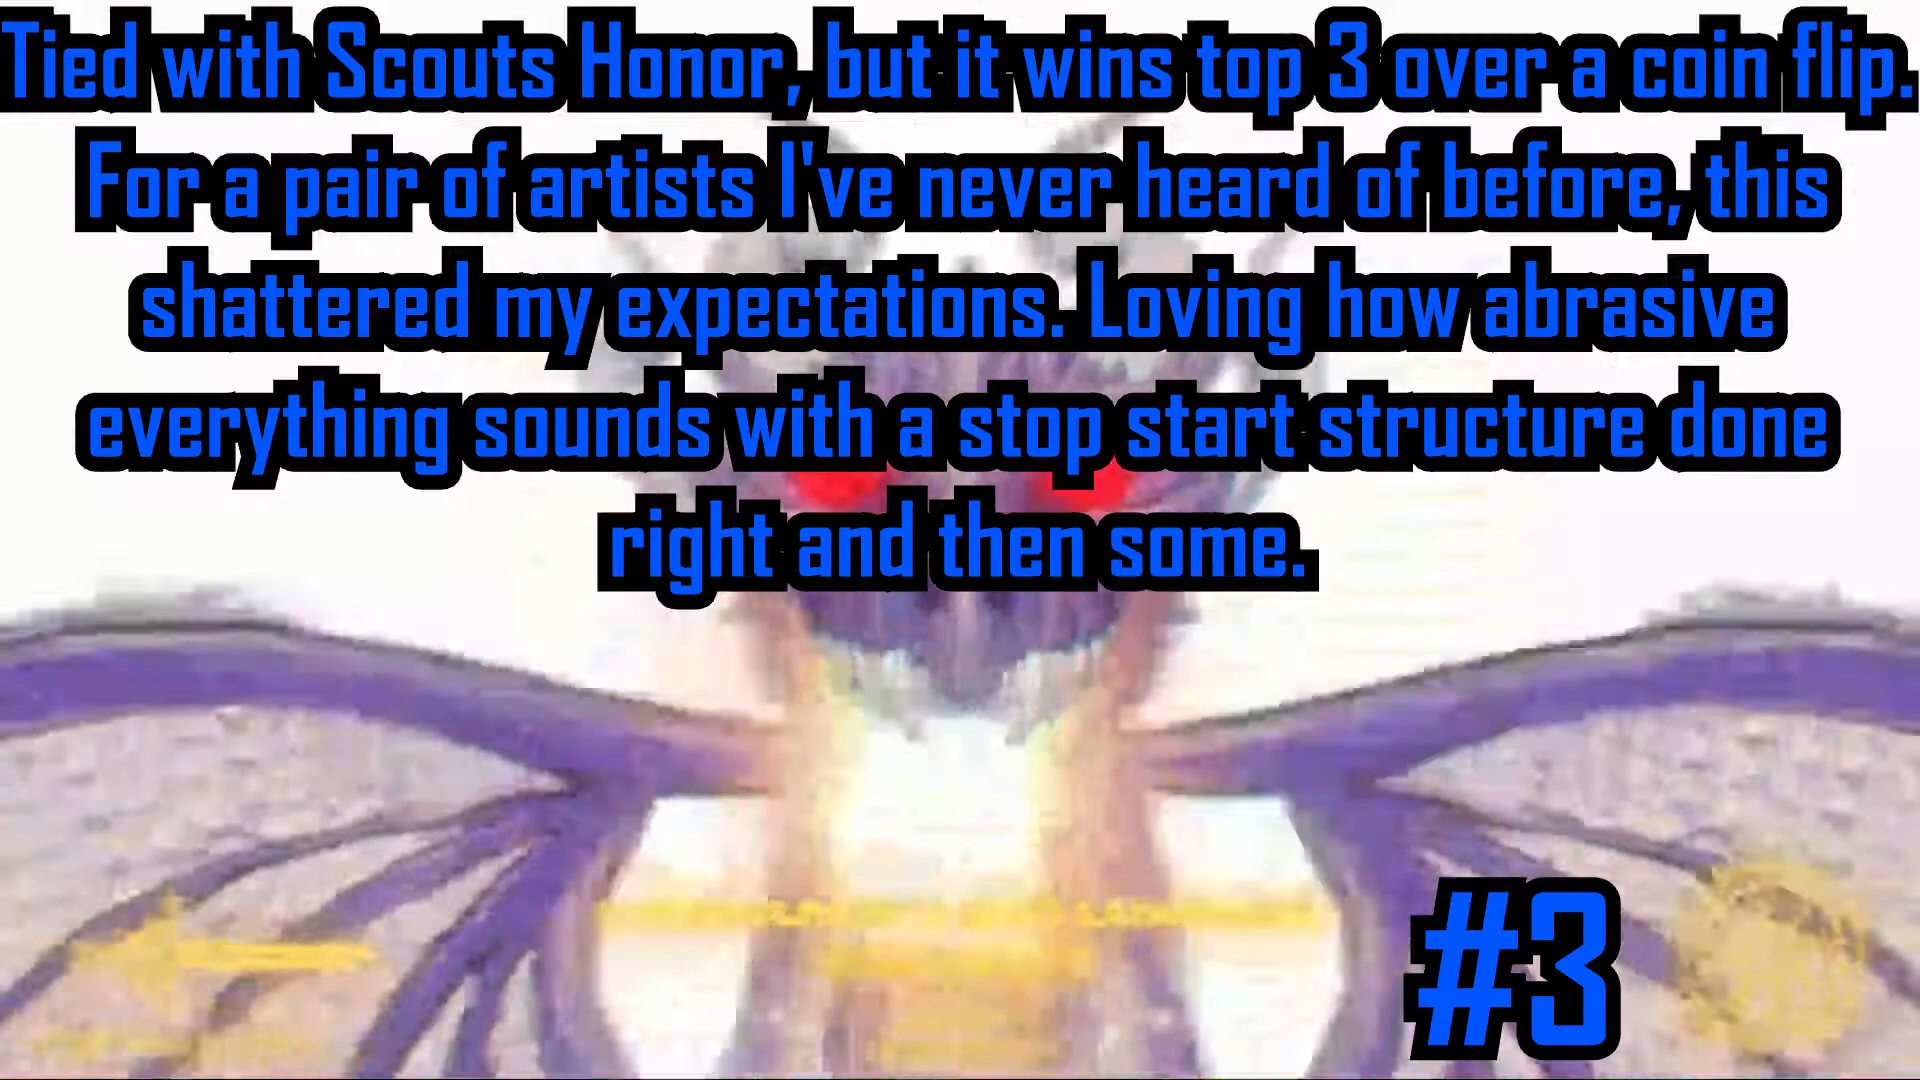 Tied with Scouts Honor, but it wins top 3 over a coin flip.
For a pair of artists I've never heard of before, this
shattered my expectations. Loving how abrasive
everything sounds with a stop start structure done
right and then some.
#3